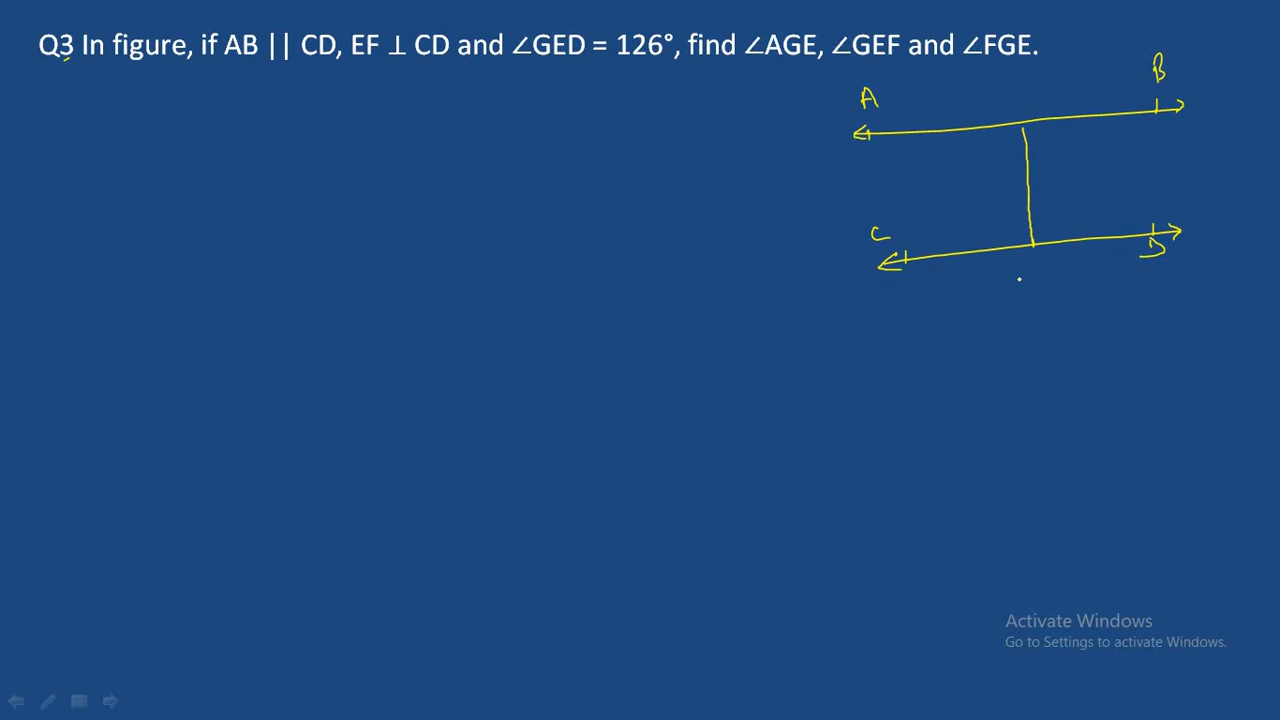 Q3 In figure, if AB || CD, EF ⊥ CD and ∠GED = 126°, find ∠AGE, ∠GEF and ∠FGE.
B
A
C
D
Activate Windows
Go to Settings to activate Windows.